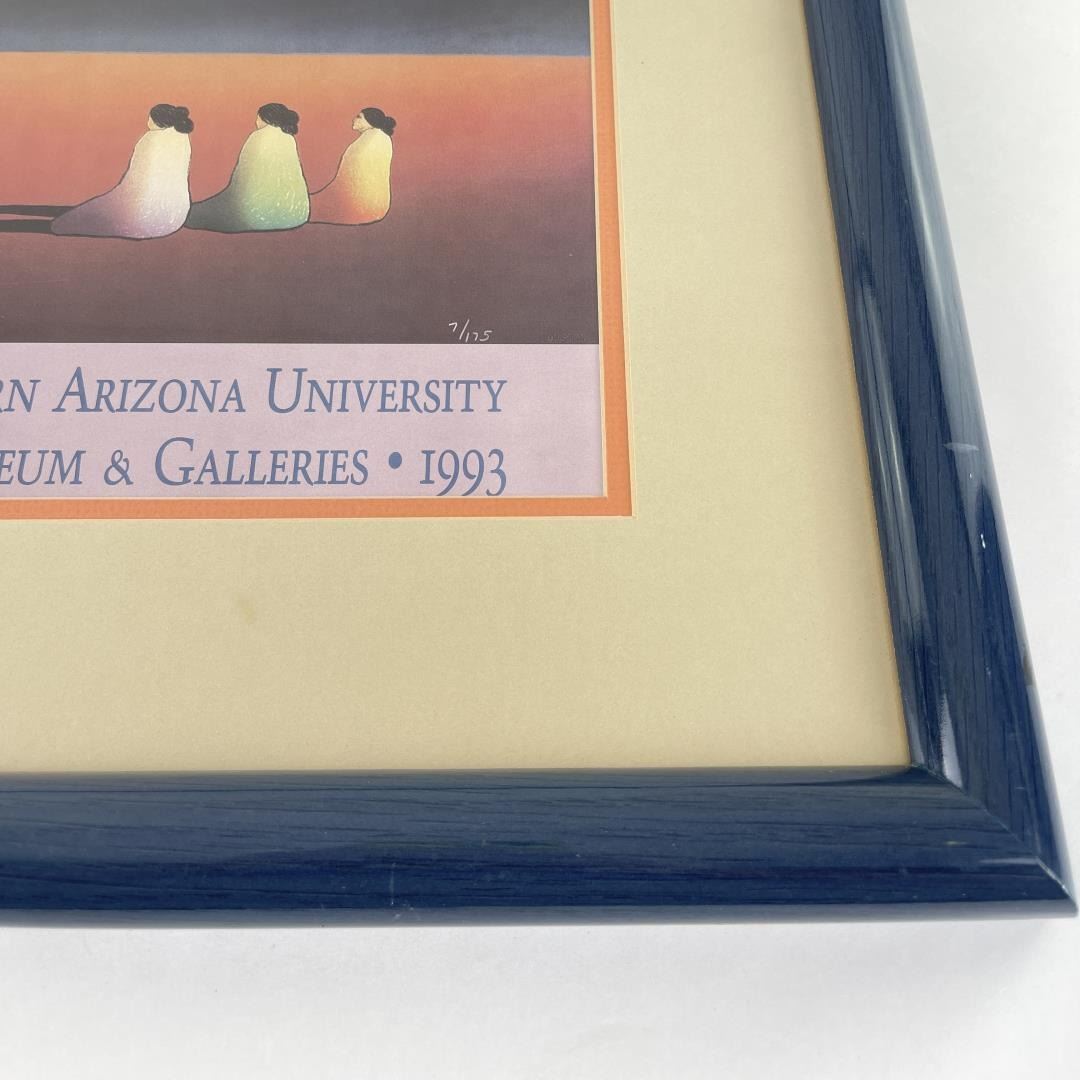 7/175
RN ARIZONA UNIVERSITY
EUM & GALLERIES • 1993